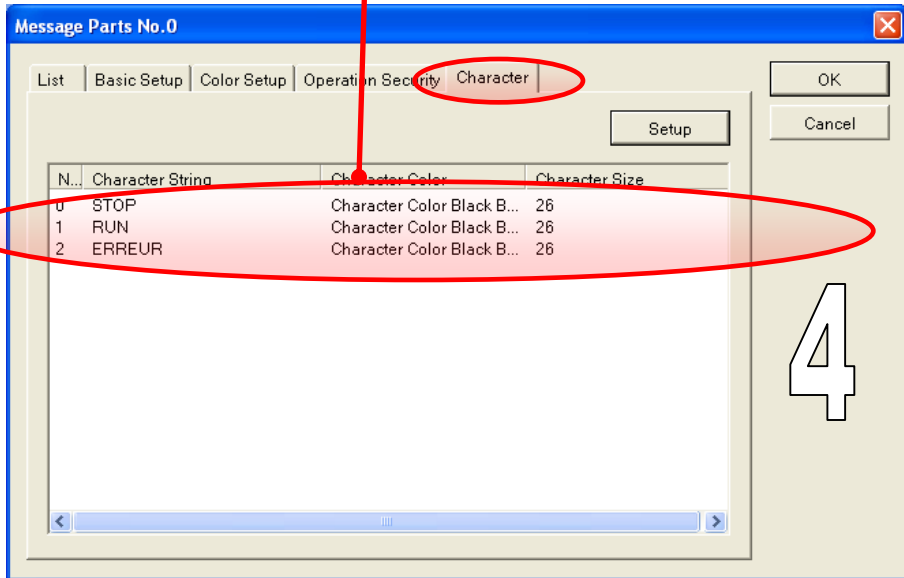 Message Parts No.0
List Basic Setup Color Setup Operation Security Character
OK
Cancel
Setup
N... Character String Character Color Character Size
0 STOP Character Color Black B... 26
1 RUN Character Color Black B... 26
2 ERREUR Character Color Black B... 26
4